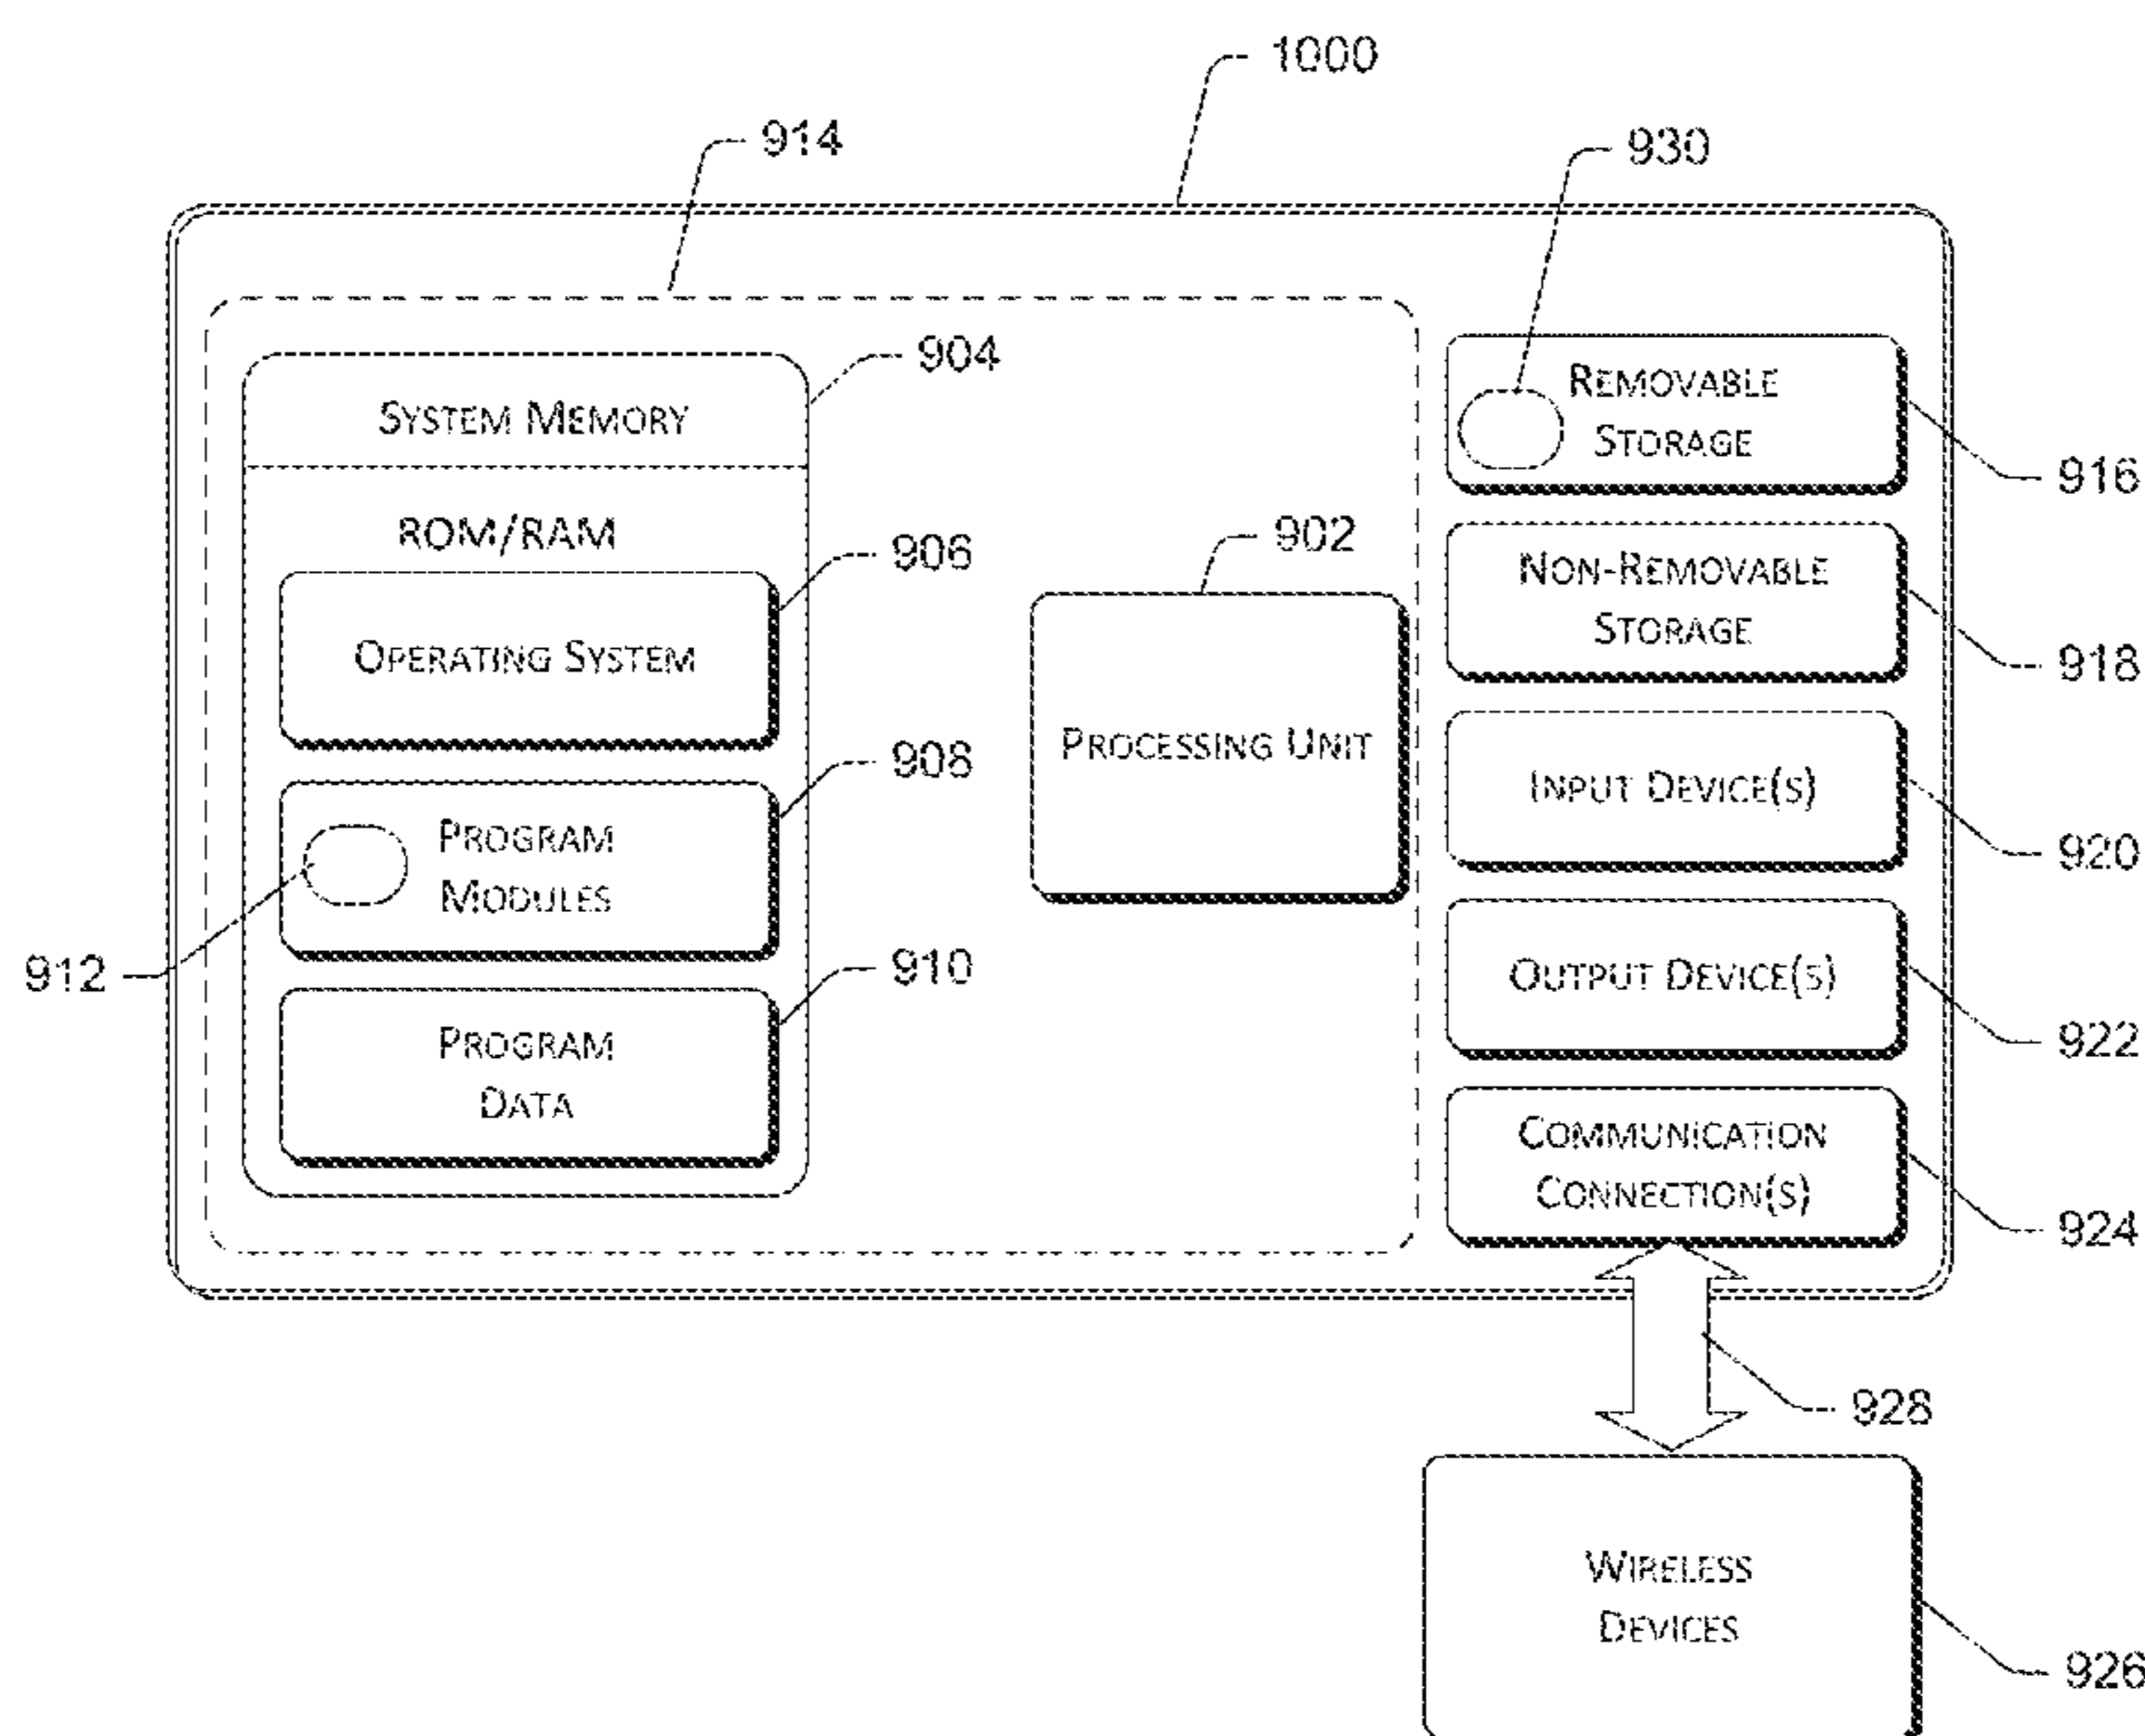 1000
914
930
904
SYSTEM MEMORY
REMOVABLE
STORAGE
916
ROM/RAM
902
906
NON-REMOVABLE
STORAGE
918
OPERATING SYSTEM
PROCESSING UNIT
908
INPUT DEVICE(S)
920
PROGRAM
MODULES
912
910
OUTPUT DEVICE(S)
922
PROGRAM
DATA
COMMUNICATION
CONNECTION(S)
924
928
WIRELESS
DEVICES
926